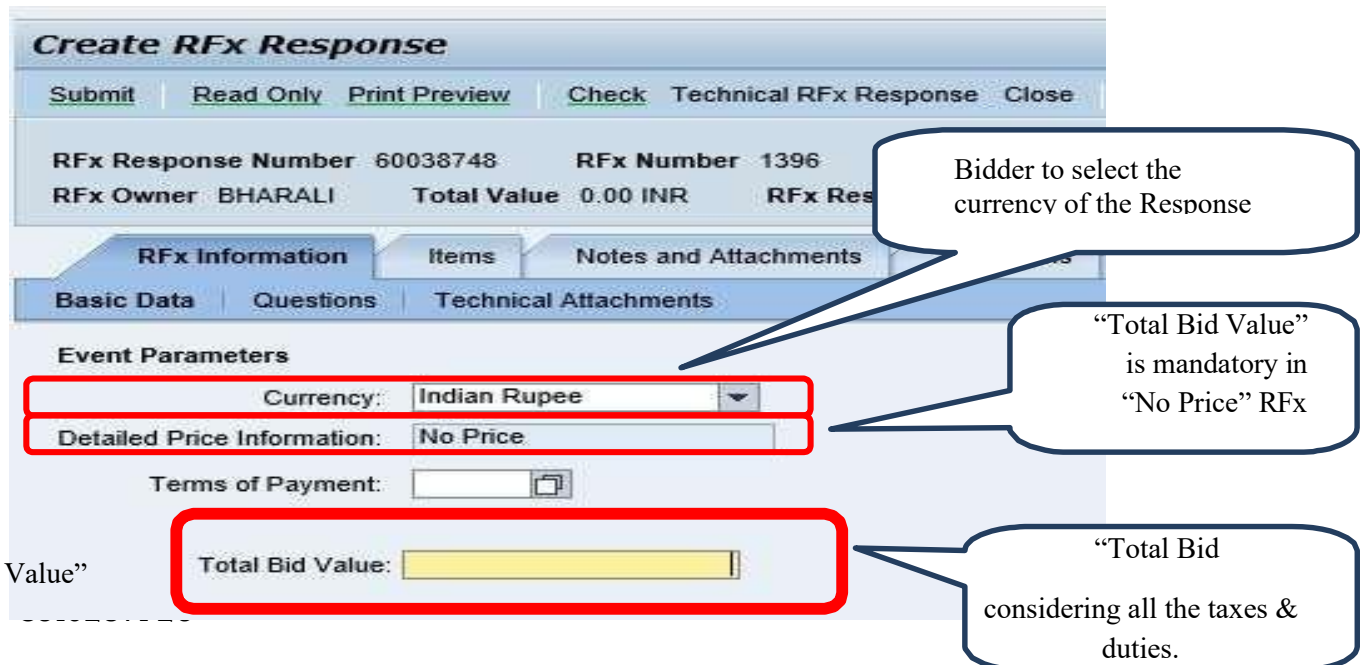 Create RFx Response
Submit Read Only Print Preview Check Technical RFx Response Close
RFx Response Number 60038748 RFx Number 1396
RFx Owner BHARALI Total Value 0.00 INR RFx Res
Bidder to select the
currency of the Response
RFx Information Items Notes and Attachments
Basic Data Questions Technical Attachments
Event Parameters
Currency: Indian Rupee
Detailed Price Information: No Price
“Total Bid Value”
is mandatory in
“No Price” RFx
Terms of Payment:
Total Bid Value:
“Total Bid
Value”
considering all the taxes &
duties.